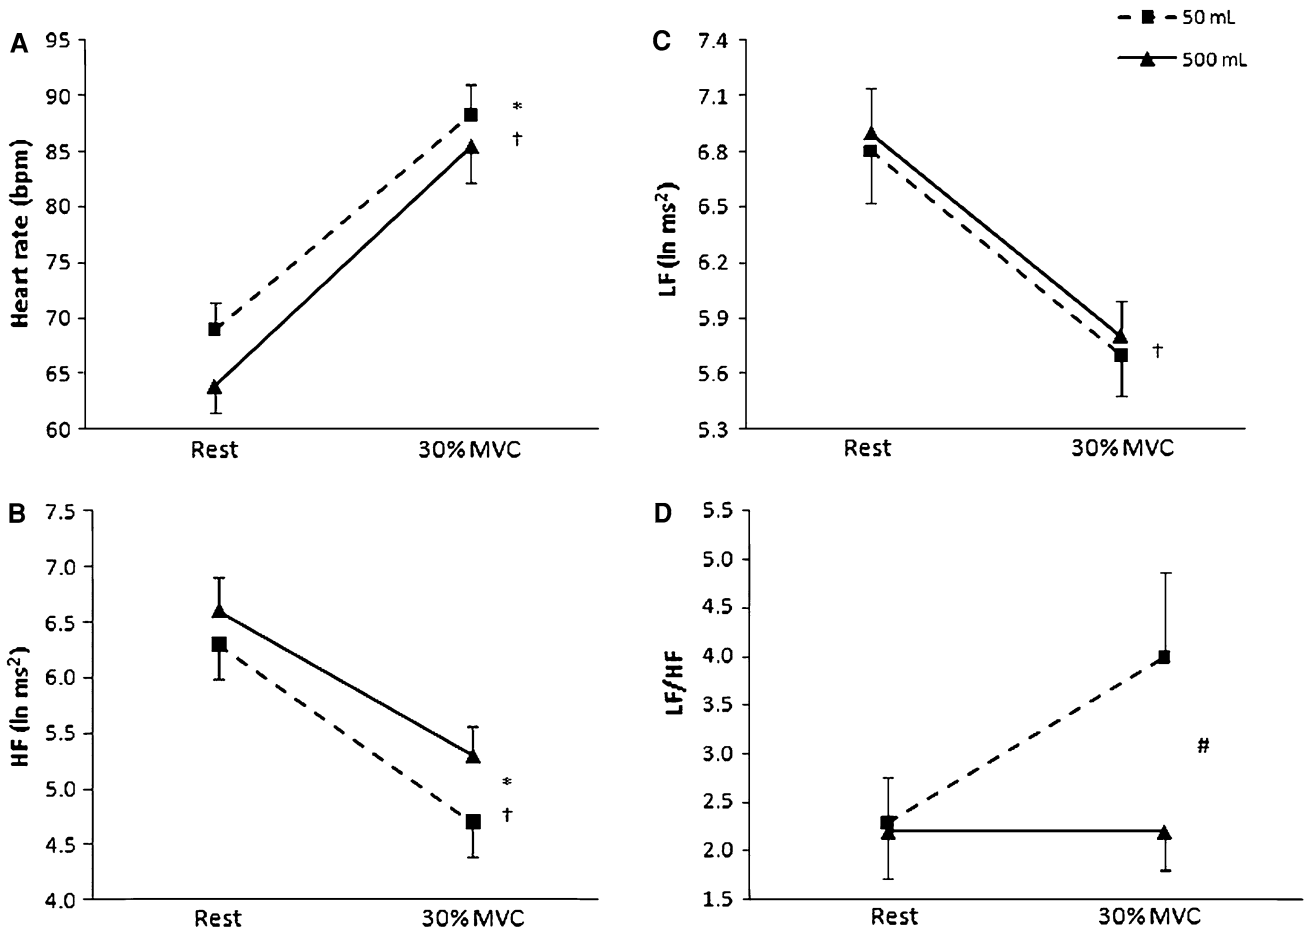 50 mL
500 mL
A
95
90
85
80
75
70
65
60
Heart rate (bpm)
Rest
30% MVC
*
†
C
7.4
7.1
6.8
6.5
6.2
5.9
5.6
5.3
LF (ln ms²)
Rest
30% MVC
†
B
7.5
7.0
6.5
6.0
5.5
5.0
4.5
4.0
HF (ln ms²)
Rest
30% MVC
*
†
D
5.5
5.0
4.5
4.0
3.5
3.0
2.5
2.0
1.5
LF/HF
Rest
30% MVC
#